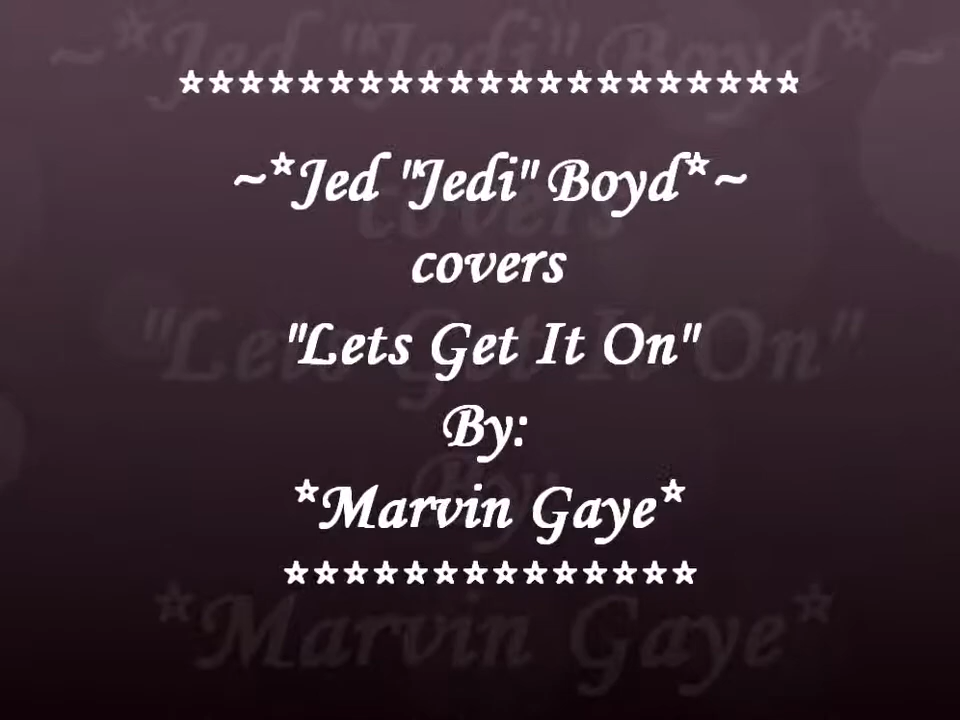 *********************
~*Jed "Jedi" Boyd*~
covers
"Lets Get It On"
By:
*Marvin Gaye*
**************